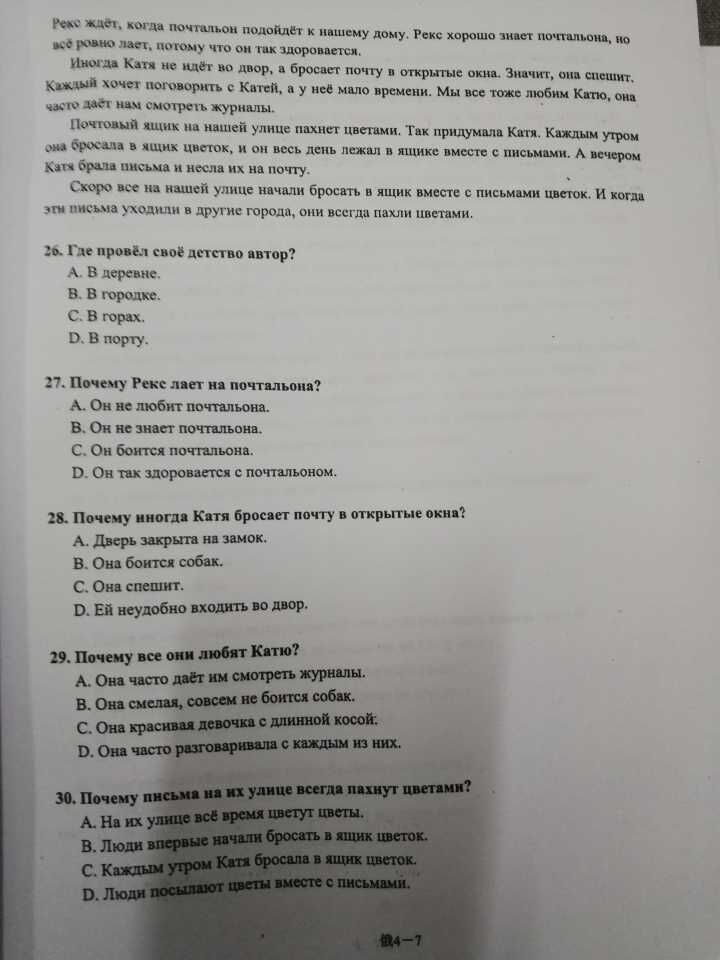 Рекс ждёт, когда почтальон подойдёт к нашему дому. Рекс хорошо знает почтальона, но
всё ровно лает, потому что он так здоровается.
Иногда Катя не идёт во двор, а бросает почту в открытые окна. Значит, она спешит.
Каждый хочет поговорить с Катей, а у неё мало времени. Мы все тоже любим Катю, она
часто даёт нам смотреть журналы.
Почтовый ящик на нашей улице пахнет цветами. Так придумала Катя. Каждым утром
она бросала в ящик цветок, и он весь день лежал в ящике вместе с письмами. А вечером
Катя брала письма и несла их на почту.
Скоро все на нашей улице начали бросать в ящик вместе с письмами цветок. И когда
эти письма уходили в другие города, они всегда пахли цветами.
26. Где провёл своё детство автор?
A. В деревне.
B. В городке.
C. В горах.
D. В порту.
27. Почему Рекс лает на почтальона?
A. Он не любит почтальона.
B. Он не знает почтальона.
C. Он боится почтальона.
D. Он так здоровается с почтальоном.
28. Почему иногда Катя бросает почту в открытые окна?
A. Дверь закрыта на замок.
B. Она боится собак.
C. Она спешит.
D. Ей неудобно входить во двор.
29. Почему все они любят Катю?
A. Она часто даёт им смотреть журналы.
B. Она смелая, совсем не боится собак.
C. Она красивая девочка с длинной косой.
D. Она часто разговаривала с каждым из них.
30. Почему письма на их улице всегда пахнут цветами?
A. На их улице всё время цветут цветы.
B. Люди впервые начали бросать в ящик цветок.
C. Каждым утром Катя бросала в ящик цветок.
D. Люди посылают цветы вместе с письмами.
俄4－7